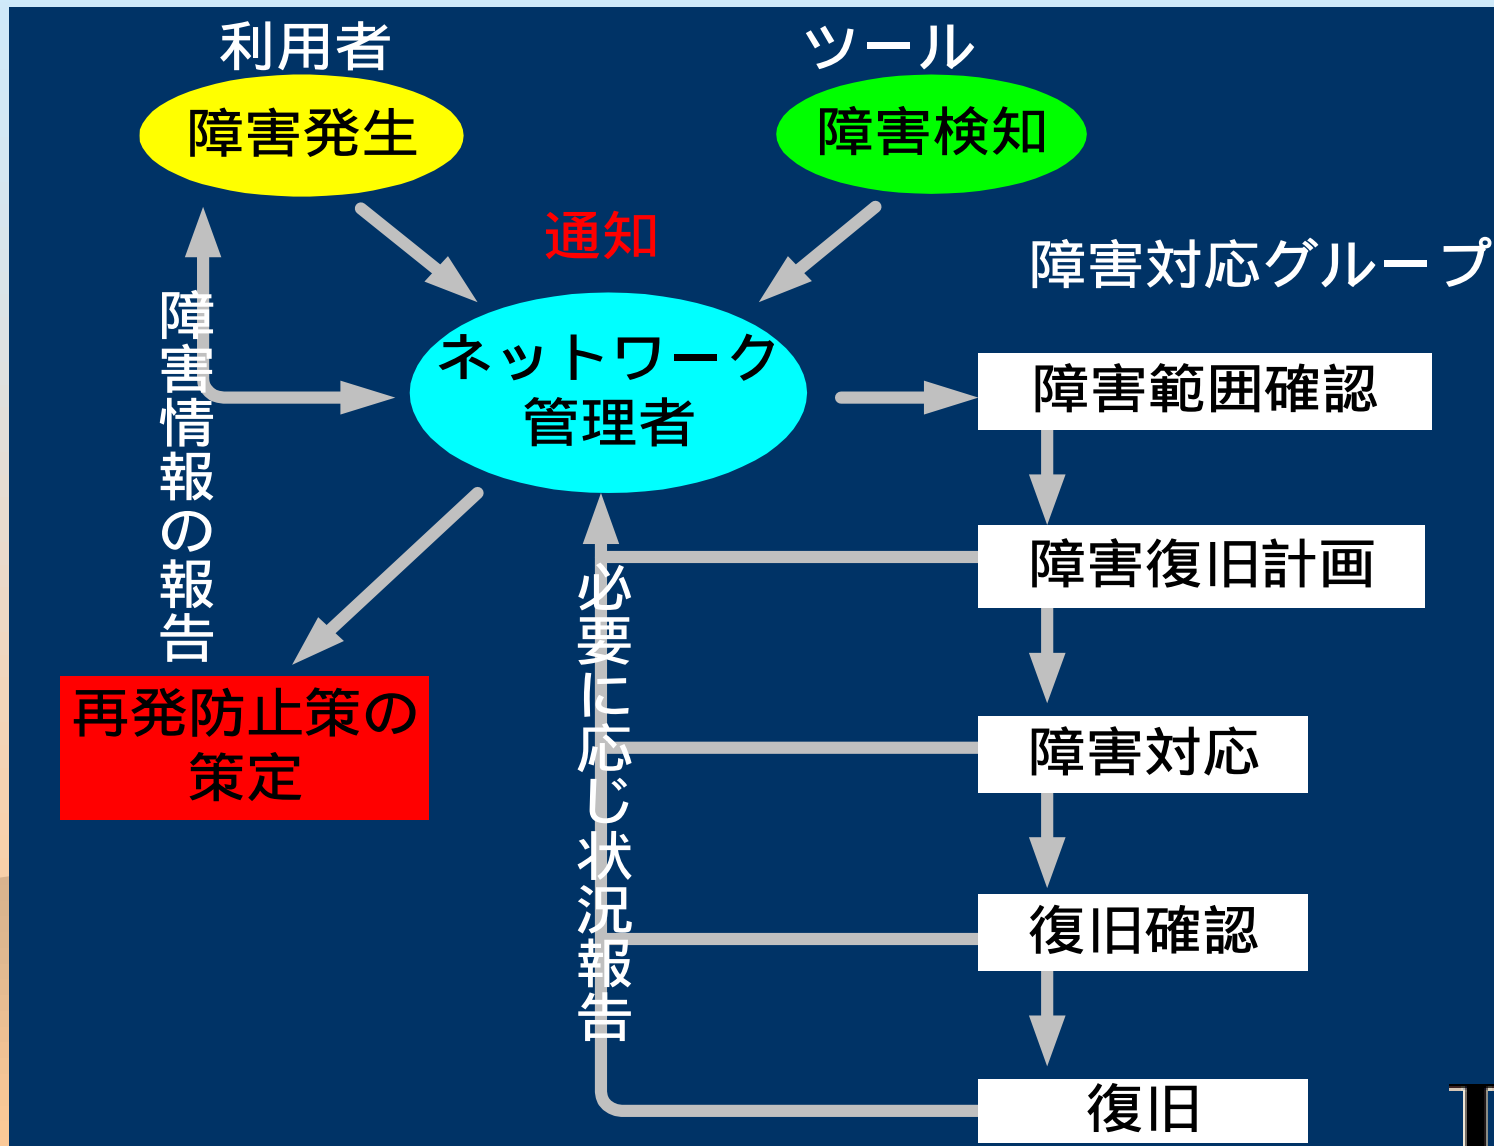 利用者
ツール
障害発生
障害検知
通知
障害対応グループ
障害情報の報告
ネットワーク
管理者
障害範囲確認
障害復旧計画
必要に応じ状況報告
再発防止策の
策定
障害対応
復旧確認
復旧